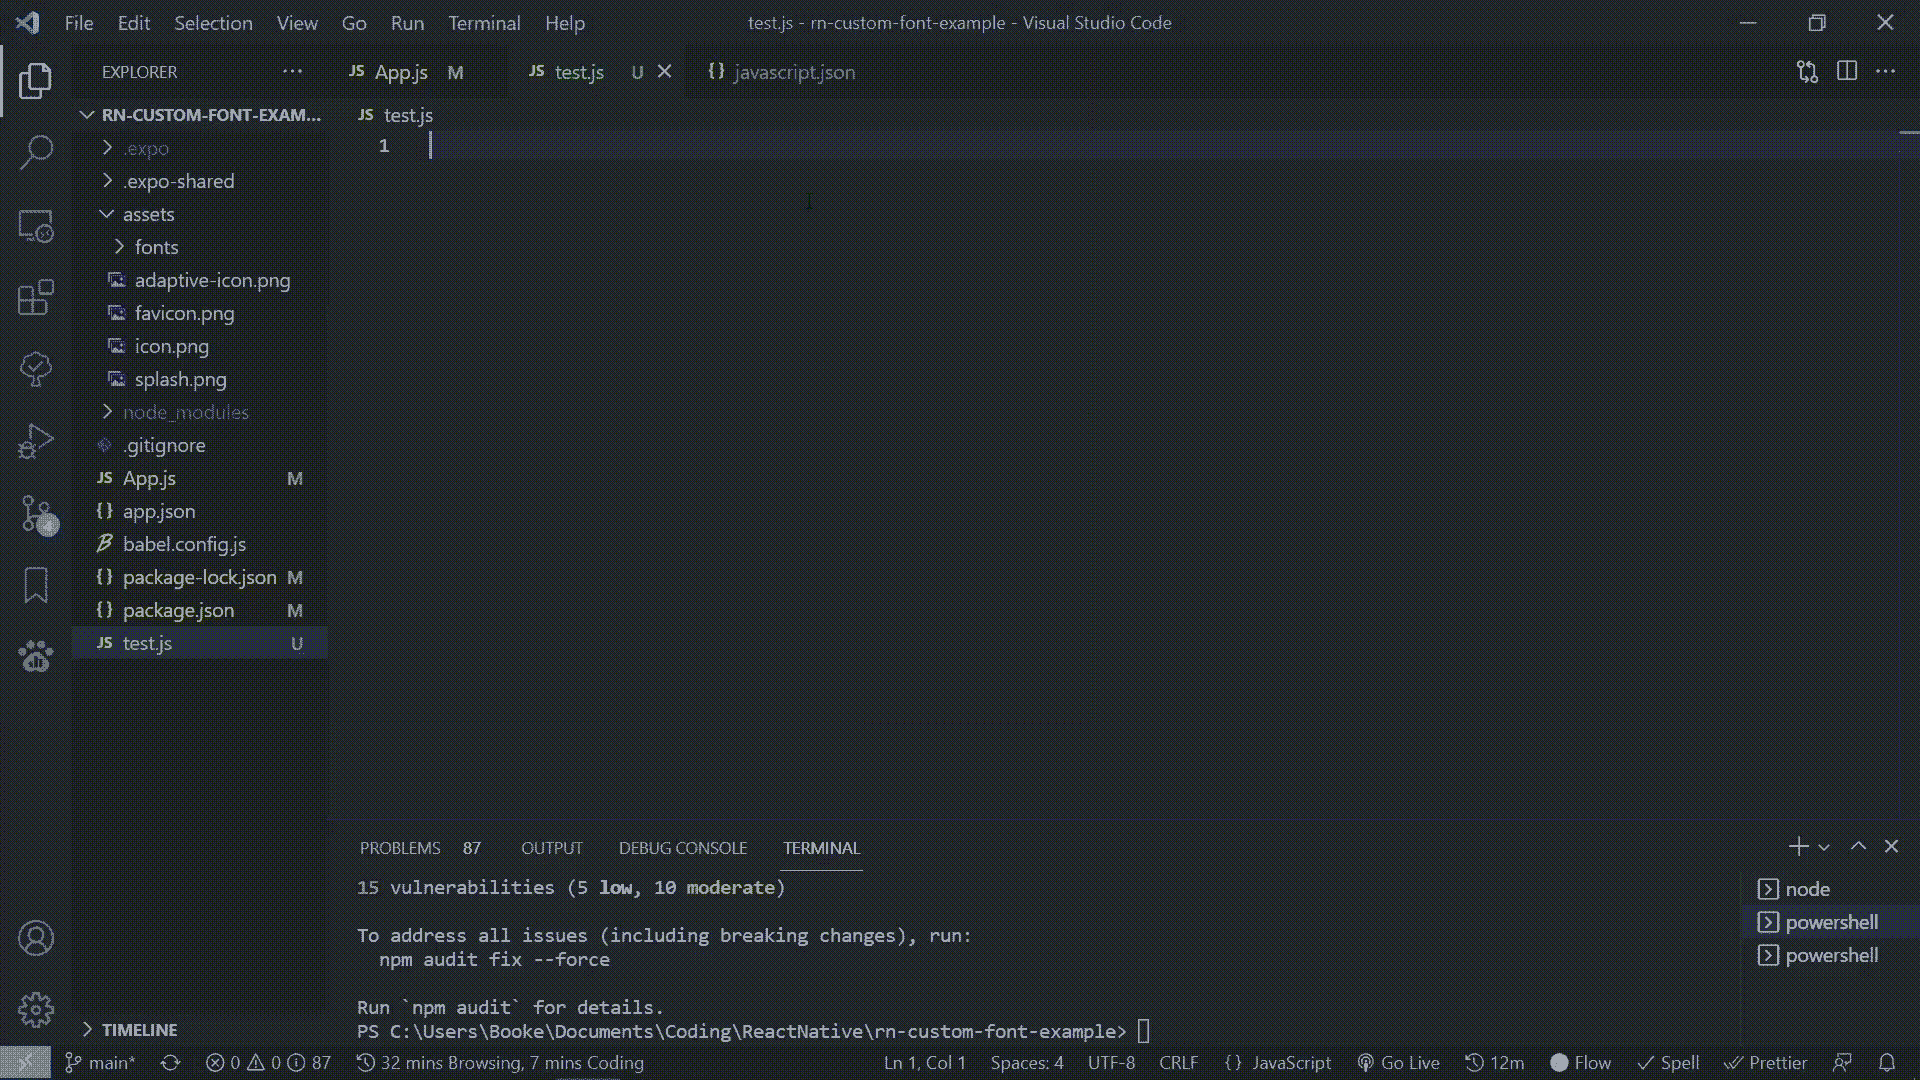 File Edit Selection View Go Run Terminal Help
test.js - rn-custom-font-example - Visual Studio Code
EXPLORER
JS App.js M
JS test.js U
{} javascript.json
RN-CUSTOM-FONT-EXAM...
.expo
.expo-shared
assets
fonts
adaptive-icon.png
favicon.png
icon.png
splash.png
node_modules
.gitignore
JS App.js M
{} app.json
babel.config.js
{} package-lock.json M
{} package.json M
JS test.js U
TIMELINE
JS test.js
1
PROBLEMS 87 OUTPUT DEBUG CONSOLE TERMINAL
15 vulnerabilities (5 low, 10 moderate)
To address all issues (including breaking changes), run:
npm audit fix --force
Run `npm audit` for details.
PS C:\Users\Booke\Documents\Coding\ReactNative\rn-custom-font-example>
node
powershell
powershell
main* 0 0 87 32 mins Browsing, 7 mins Coding Ln 1, Col 1 Spaces: 4 UTF-8 CRLF {} JavaScript Go Live 12m Flow Spell Prettier